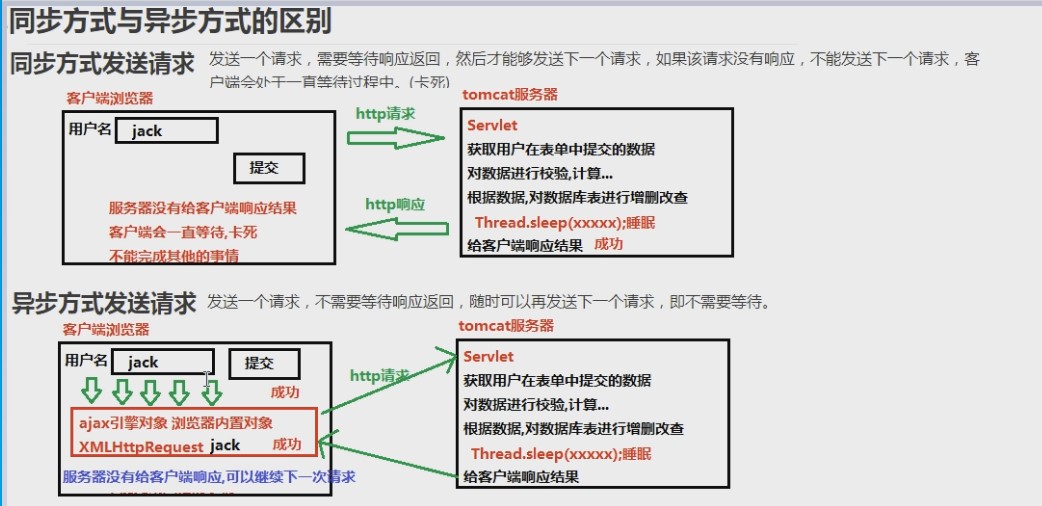 同步方式与异步方式的区别
同步方式发送请求
发送一个请求，需要等待响应返回，然后才能够发送下一个请求，如果该请求没有响应，不能发送下一个请求，客
户端会处于一直等待过程中。(卡死)
客户端浏览器
用户名
jack
提交
服务器没有给客户端响应结果
客户端会一直等待,卡死
不能完成其他的事情
http请求
http响应
tomcat服务器
Servlet
获取用户在表单中提交的数据
对数据进行校验,计算...
根据数据,对数据库表进行增删改查
Thread.sleep(xxxxx);睡眠
给客户端响应结果 成功
异步方式发送请求
发送一个请求，不需要等待响应返回，随时可以再发送下一个请求，即不需要等待。
客户端浏览器
用户名
jack
提交
成功
ajax引擎对象 浏览器内置对象
XMLHttpRequest jack 成功
服务器没有给客户端响应,可以继续下一次请求
http请求
tomcat服务器
Servlet
获取用户在表单中提交的数据
对数据进行校验,计算...
根据数据,对数据库表进行增删改查
Thread.sleep(xxxxx);睡眠
给客户端响应结果